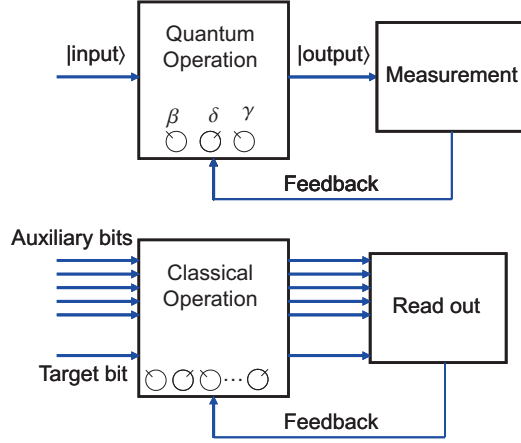 |input⟩
Quantum
Operation
|output⟩
Measurement
β δ γ
Feedback
Auxiliary bits
Classical
Operation
Read out
Target bit
...
Feedback